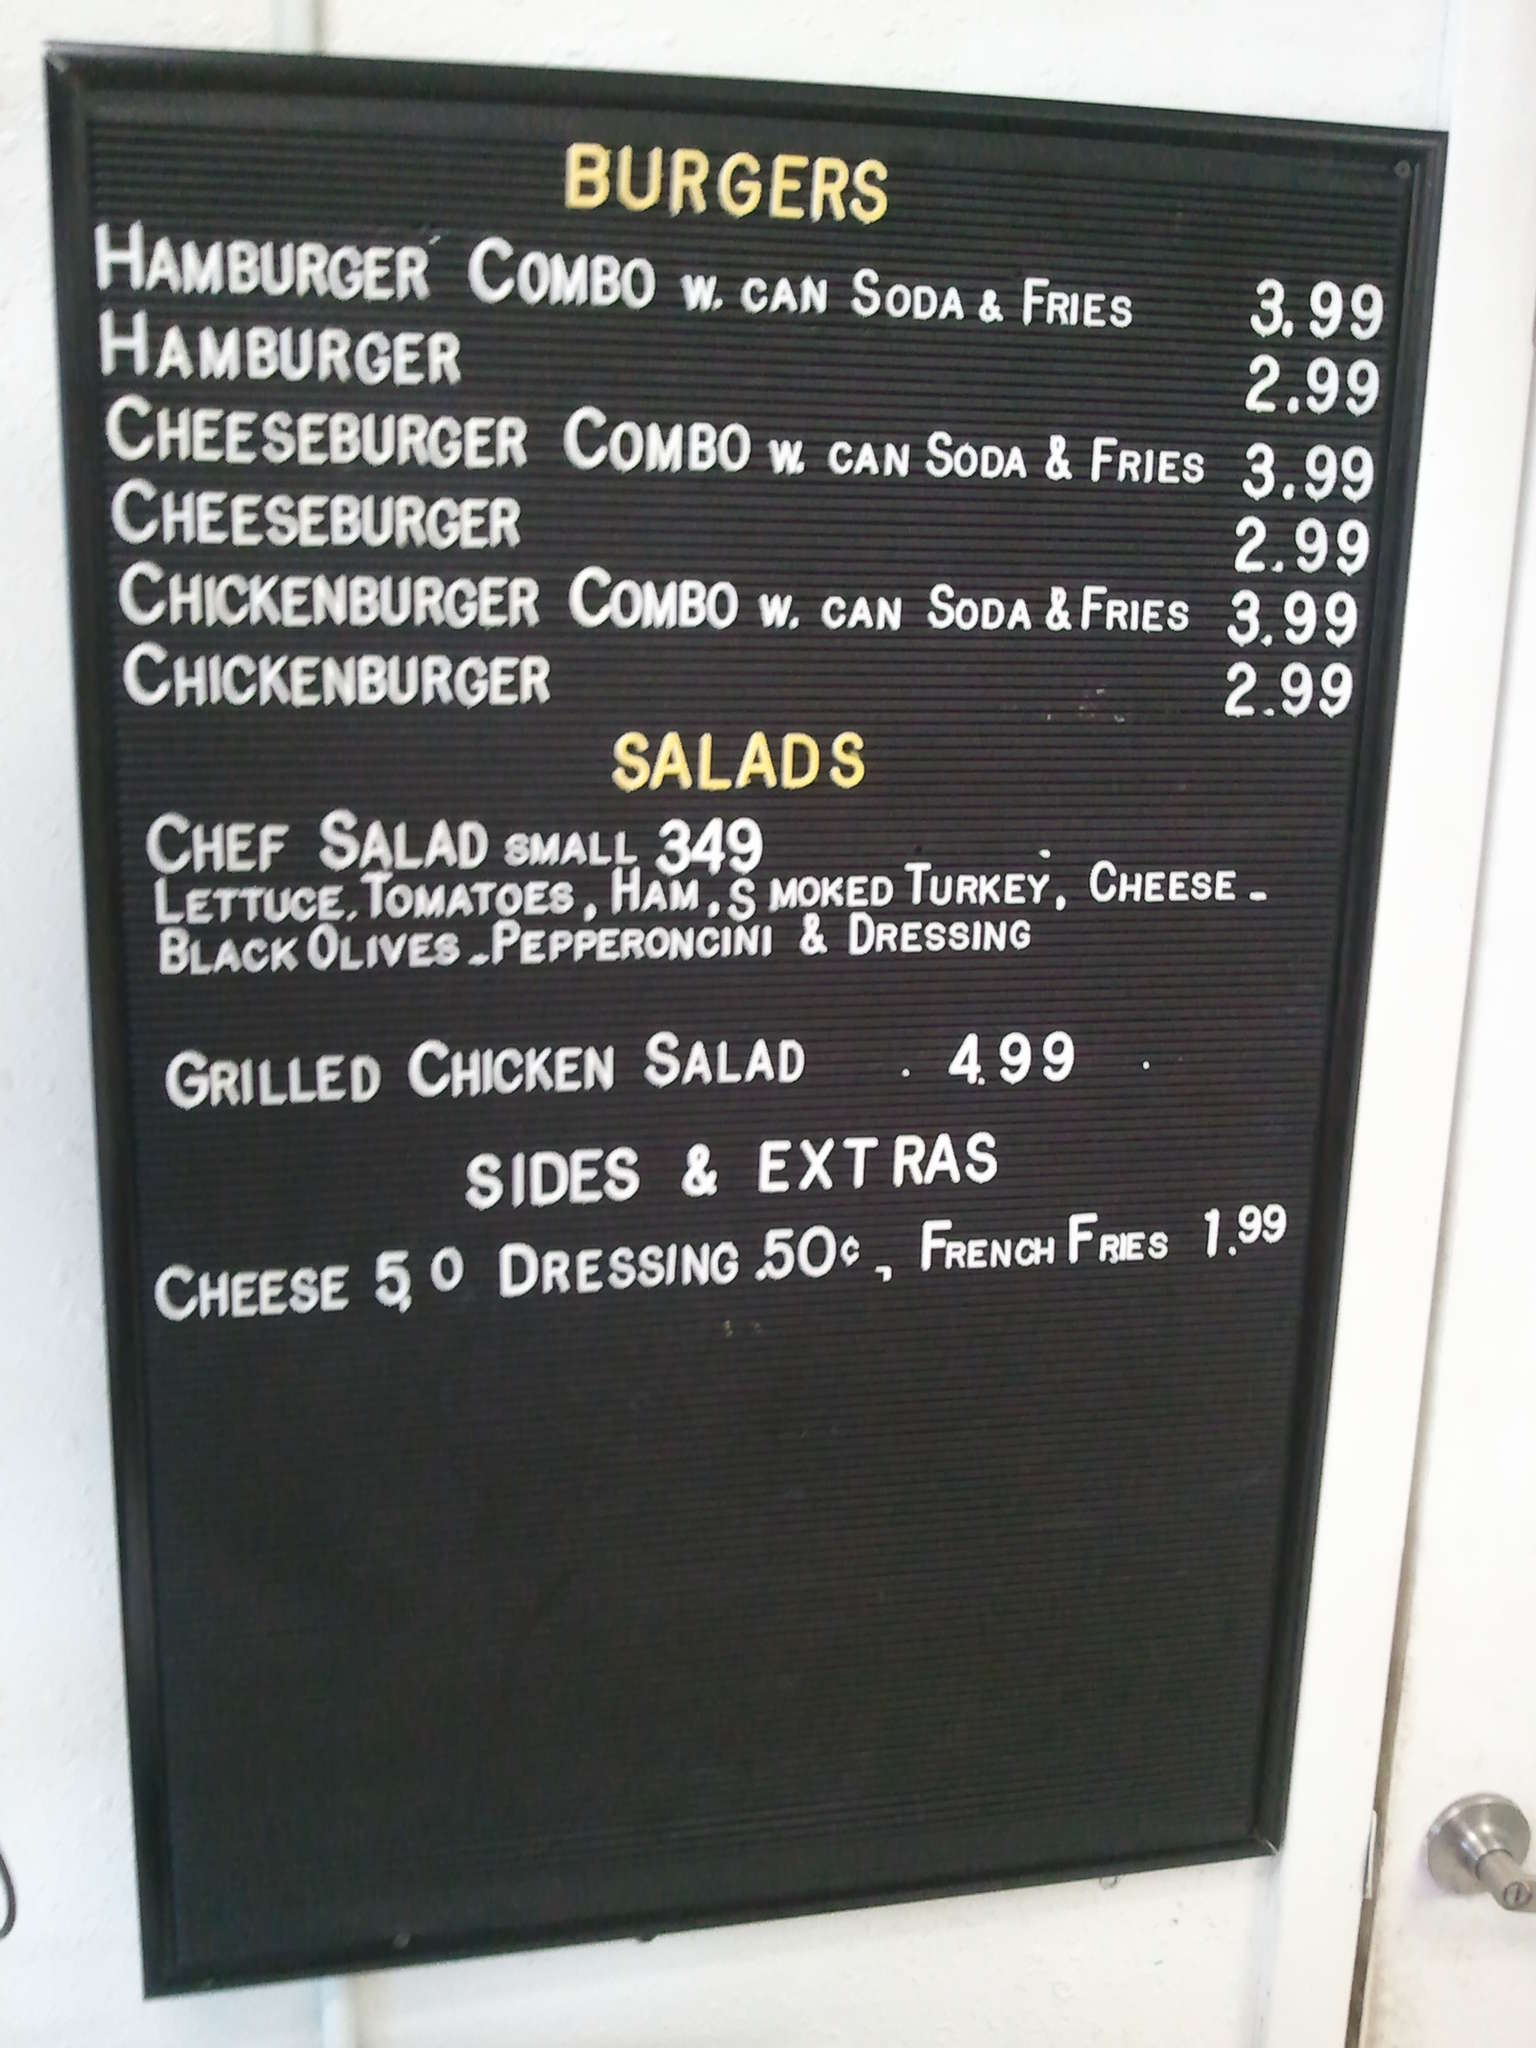 BURGERS
HAMBURGER COMBO W. CAN SODA & FRIES 3.99
HAMBURGER 2.99
CHEESEBURGER COMBO W. CAN SODA & FRIES 3.99
CHEESEBURGER 2.99
CHICKENBURGER COMBO W. CAN SODA & FRIES 3.99
CHICKENBURGER 2.99
SALADS
CHEF SALAD SMALL 349
LETTUCE, TOMATOES, HAM, SMOKED TURKEY, CHEESE -
BLACK OLIVES - PEPPERONCINI & DRESSING
GRILLED CHICKEN SALAD . 4.99 .
SIDES & EXTRAS
CHEESE 5,0 DRESSING .50¢, FRENCH FRIES 1.99